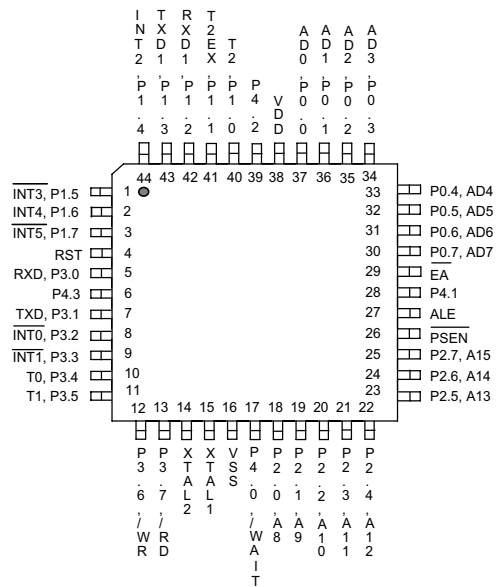 INT2, P1.4
TXD1, P1.3
RXD1, P1.2
T2EX, P1.1
T2, P1.0
P4.2
VDD
AD0, P0.0
AD1, P0.1
AD2, P0.2
AD3, P0.3
44 43 42 41 40 39 38 37 36 35 34
INT3, P1.5 1
INT4, P1.6 2
INT5, P1.7 3
RST 4
RXD, P3.0 5
P4.3 6
TXD, P3.1 7
INT0, P3.2 8
INT1, P3.3 9
T0, P3.4 10
T1, P3.5 11
33 P0.4, AD4
32 P0.5, AD5
31 P0.6, AD6
30 P0.7, AD7
29 EA
28 P4.1
27 ALE
26 PSEN
25 P2.7, A15
24 P2.6, A14
23 P2.5, A13
12 13 14 15 16 17 18 19 20 21 22
P3.6, /WR
P3.7, /RD
XTAL2
XTAL1
VSS
P4.0, /WAIT
P2.0, A8
P2.1, A9
P2.2, A10
P2.3, A11
P2.4, A12